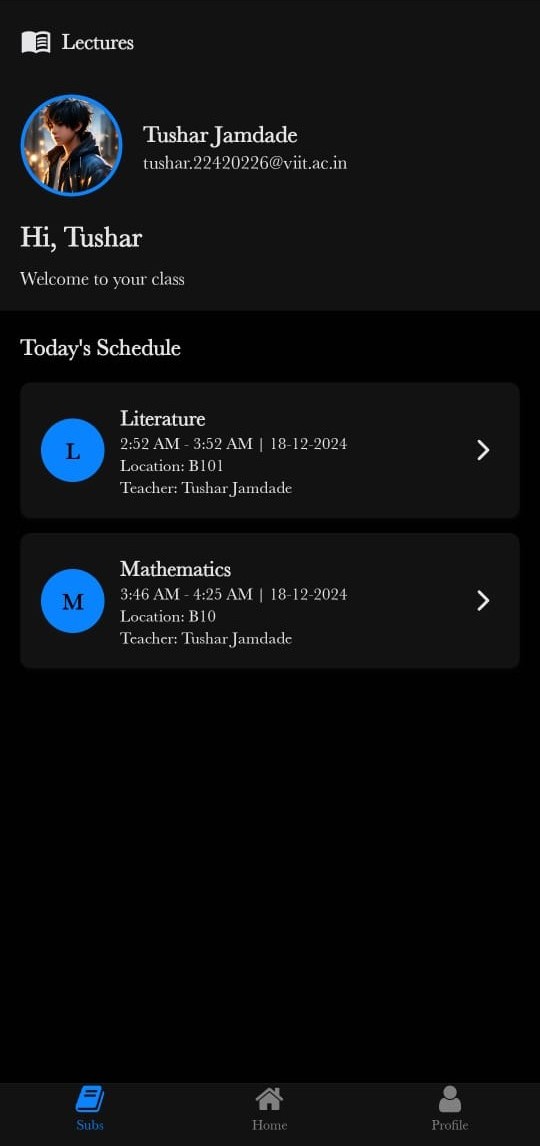 Lectures
Tushar Jamdade
tushar.22420226@viit.ac.in
Hi, Tushar
Welcome to your class
Today's Schedule
L
Literature
2:52 AM - 3:52 AM | 18-12-2024
Location: B101
Teacher: Tushar Jamdade
M
Mathematics
3:46 AM - 4:25 AM | 18-12-2024
Location: B10
Teacher: Tushar Jamdade
Subs
Home
Profile